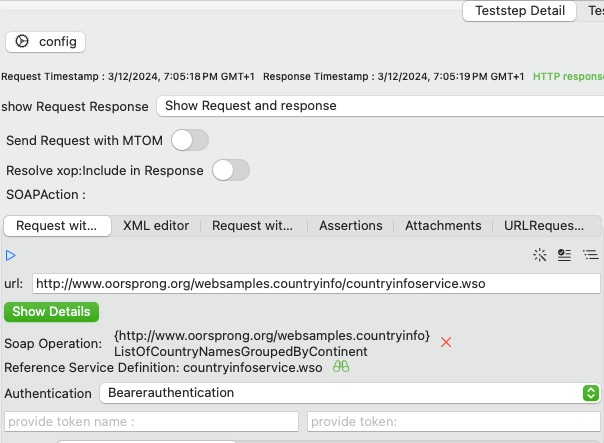 Teststep Detail Te
config
Request Timestamp : 3/12/2024, 7:05:18 PM GMT+1 Response Timestamp : 3/12/2024, 7:05:19 PM GMT+1 HTTP respons
show Request Response Show Request and response
Send Request with MTOM
Resolve xop:Include in Response
SOAPAction :
Request wit... XML editor Request wit... Assertions Attachments URLReques...
url: http://www.oorsprong.org/websamples.countryinfo/countryinfoservice.wso
Show Details
Soap Operation: {http://www.oorsprong.org/websamples.countryinfo}
ListOfCountryNamesGroupedByContinent
Reference Service Definition: countryinfoservice.wso
Authentication Bearerauthentication
provide token name : provide token: